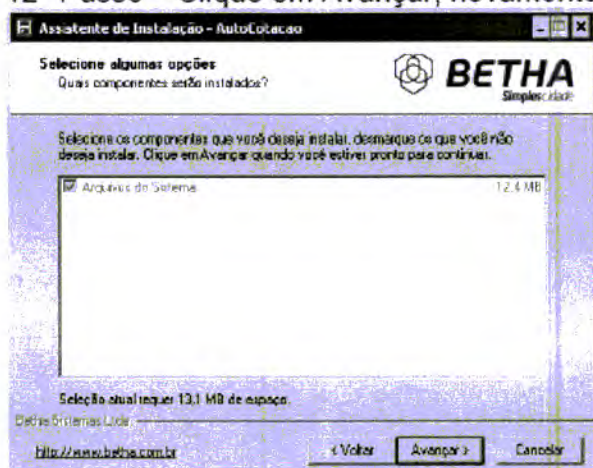 12º Passo – Clique em Avançar, novamente
Assistente de Instalação - AutoCotacao
Selecione algumas opções
Quais componentes serão instalados?
BETHA
Simplescidade
Selecione os componentes que você deseja instalar, desmarque os que você não
deseja instalar. Clique em Avançar quando você estiver pronto para continuar.
Arquivos do Sistema
12.4 MB
Seleção atual requer 13.1 MB de espaço.
Betha Sistemas Ltda
http://www.betha.com.br
< Voltar
Avançar >
Cancelar